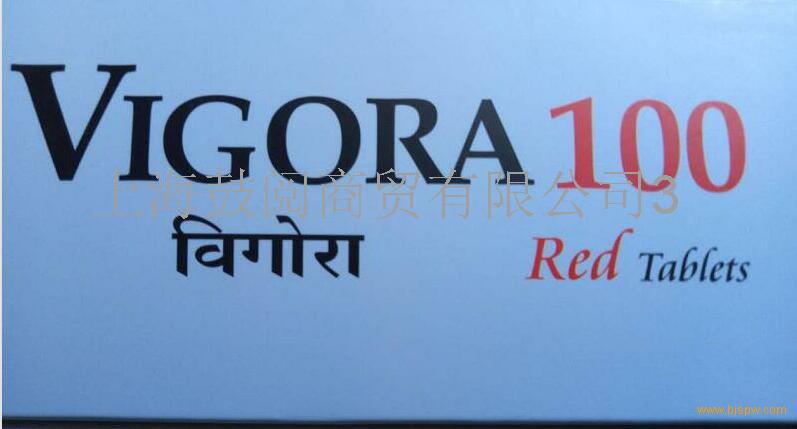 VIGORA 100
上海鼓阅商贸有限公司3
विगोरा
Red Tablets
www.bjspw.com